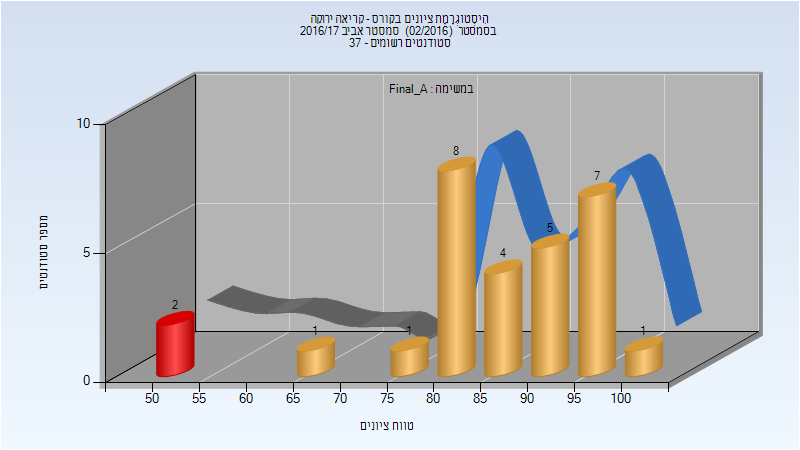 היסטוגרמת ציונים בקורס - קריאה ירוקה
בסמסטר (02/2016) סמסטר אביב 2016/17
סטודנטים רשומים - 37
במשימה : Final_A
מספר סטודנטים
10
5
0
2
1
1
8
4
5
7
1
50 55 60 65 70 75 80 85 90 95 100
טווח ציונים